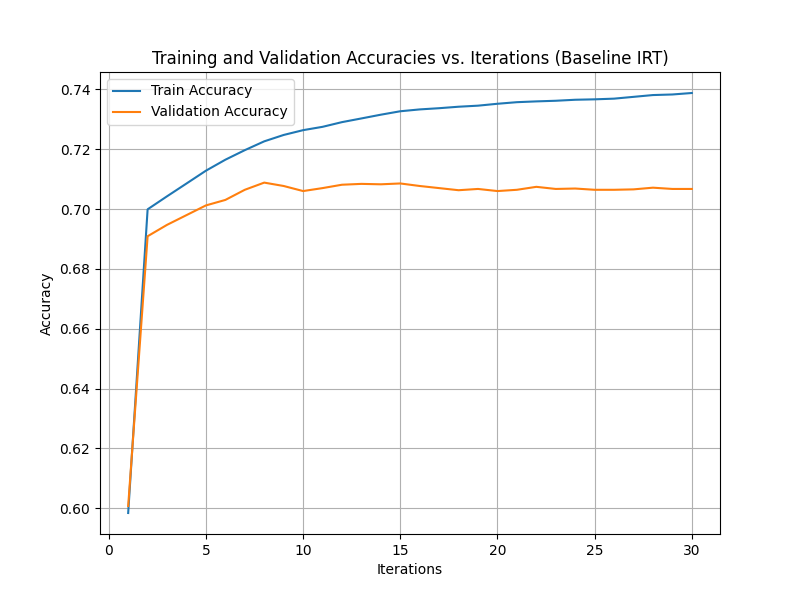 Training and Validation Accuracies vs. Iterations (Baseline IRT)
Train Accuracy
Validation Accuracy
Accuracy
0.74
0.72
0.70
0.68
0.66
0.64
0.62
0.60
0 5 10 15 20 25 30
Iterations